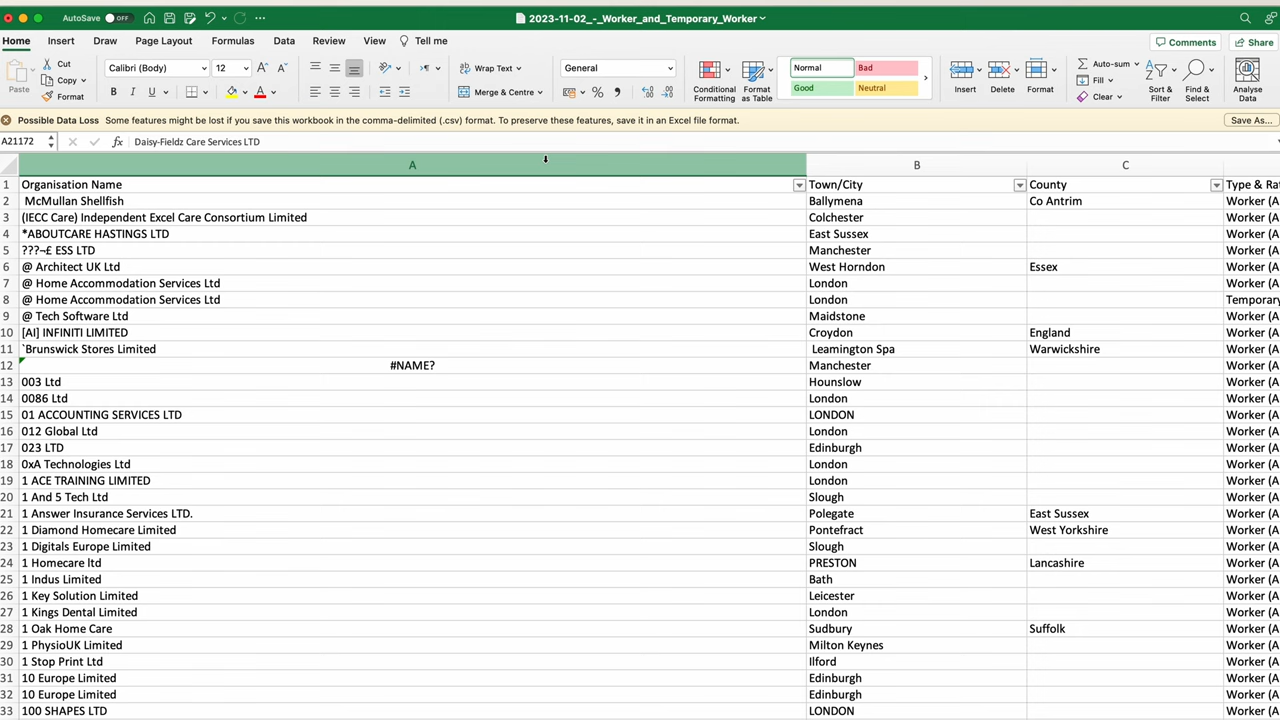 AutoSave OFF 2023-11-02_-_Worker_and_Temporary_Worker
Home Insert Draw Page Layout Formulas Data Review View Tell me Comments Share
Paste Cut Copy Format
Calibri (Body) 12 A A
B I U A
Wrap Text
Merge & Centre
General
%
Conditional Formatting
Format as Table
Normal Bad
Good Neutral
Insert Delete Format
Auto-sum
Fill
Clear
Sort & Filter
Find & Select
Analyse Data
Possible Data Loss Some features might be lost if you save this workbook in the comma-delimited (.csv) format. To preserve these features, save it in an Excel file format. Save As...
A21172 fx Daisy-Fieldz Care Services LTD
A B C
1 Organisation Name Town/City County Type & Ra
2 McMullan Shellfish Ballymena Co Antrim Worker (A
3 (IECC Care) Independent Excel Care Consortium Limited Colchester Worker (A
4 *ABOUTCARE HASTINGS LTD East Sussex Worker (A
5 ???¬£ ESS LTD Manchester Worker (A
6 @ Architect UK Ltd West Horndon Essex Worker (A
7 @ Home Accommodation Services Ltd London Worker (A
8 @ Home Accommodation Services Ltd London Temporary
9 @ Tech Software Ltd Maidstone Worker (A
10 [AI] INFINITI LIMITED Croydon England Worker (A
11 `Brunswick Stores Limited Leamington Spa Warwickshire Worker (A
12 #NAME? Manchester Worker (A
13 003 Ltd Hounslow Worker (A
14 0086 Ltd London Worker (A
15 01 ACCOUNTING SERVICES LTD LONDON Worker (A
16 012 Global Ltd London Worker (A
17 023 LTD Edinburgh Worker (A
18 0xA Technologies Ltd London Worker (A
19 1 ACE TRAINING LIMITED London Worker (A
20 1 And 5 Tech Ltd Slough Worker (A
21 1 Answer Insurance Services LTD. Polegate East Sussex Worker (A
22 1 Diamond Homecare Limited Pontefract West Yorkshire Worker (A
23 1 Digitals Europe Limited Slough Worker (A
24 1 Homecare ltd PRESTON Lancashire Worker (A
25 1 Indus Limited Bath Worker (A
26 1 Key Solution Limited Leicester Worker (A
27 1 Kings Dental Limited London Worker (A
28 1 Oak Home Care Sudbury Suffolk Worker (A
29 1 PhysioUK Limited Milton Keynes Worker (A
30 1 Stop Print Ltd Ilford Worker (A
31 10 Europe Limited Edinburgh Worker (A
32 10 Europe Limited Edinburgh Worker (A
33 100 SHAPES LTD LONDON Worker (A